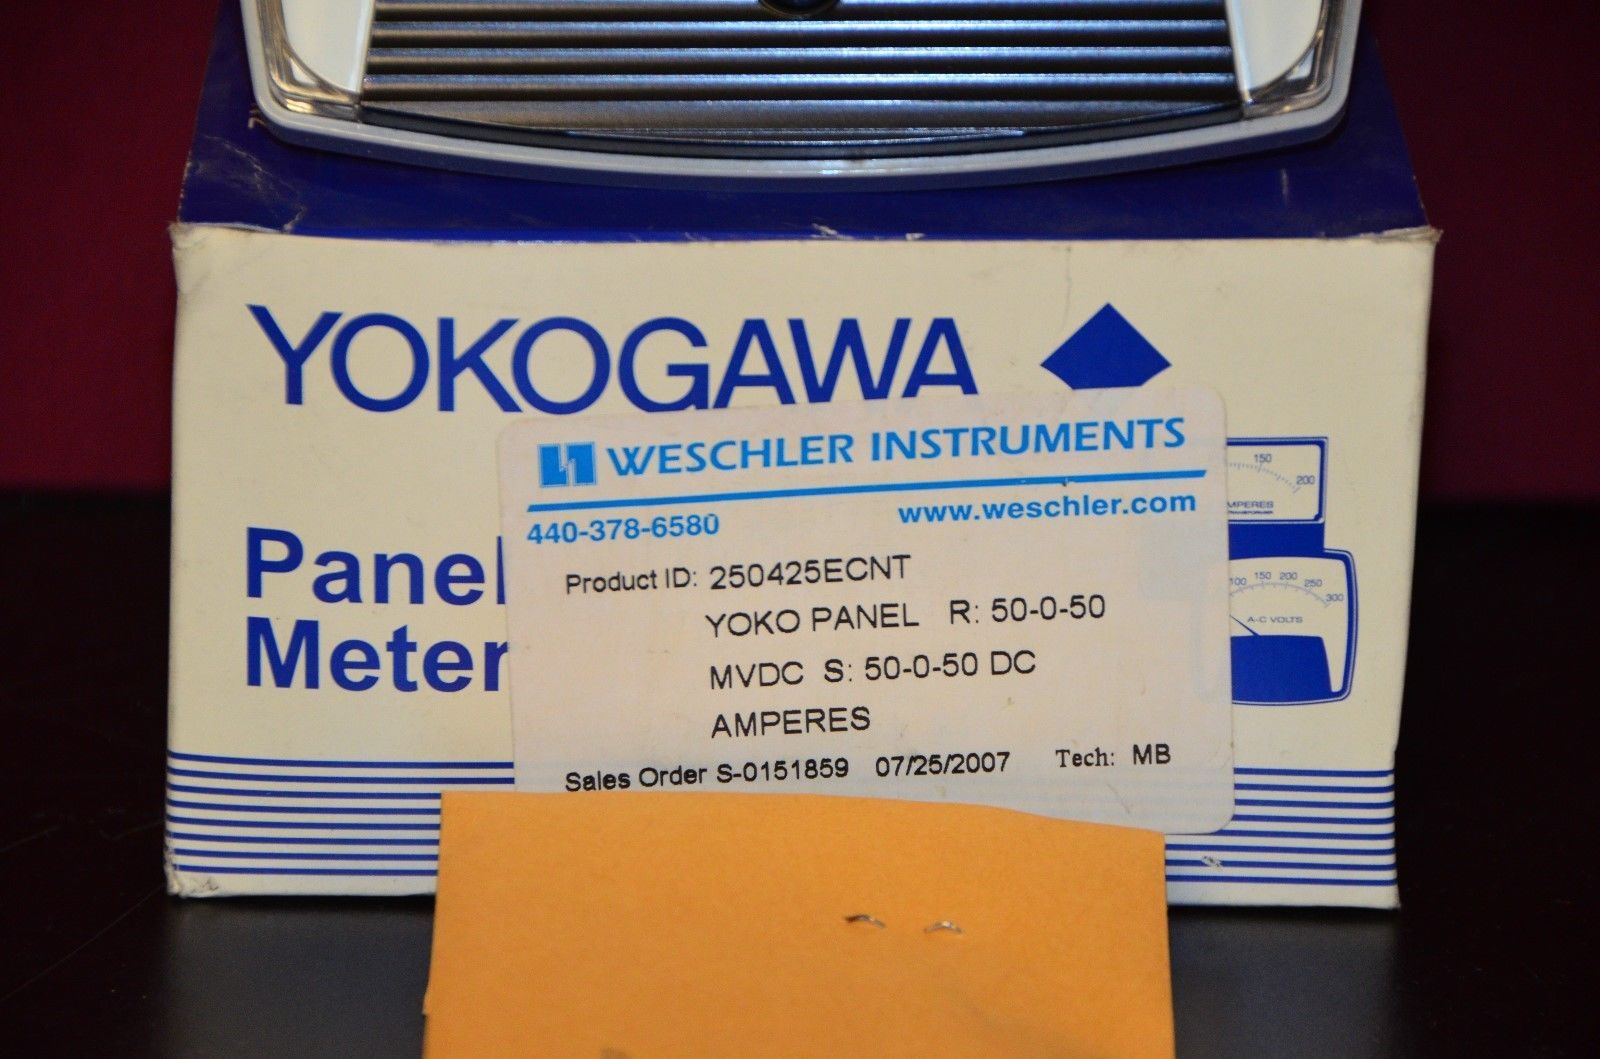 YOKOGAWA
Panel
Meter
WESCHLER INSTRUMENTS
440-378-6580 www.weschler.com
Product ID: 250425ECNT
YOKO PANEL R: 50-0-50
MVDC S: 50-0-50 DC
AMPERES
Sales Order S-0151859 07/25/2007 Tech: MB
150
200
MPERES
100 150 200 250 300
A-C VOLTS